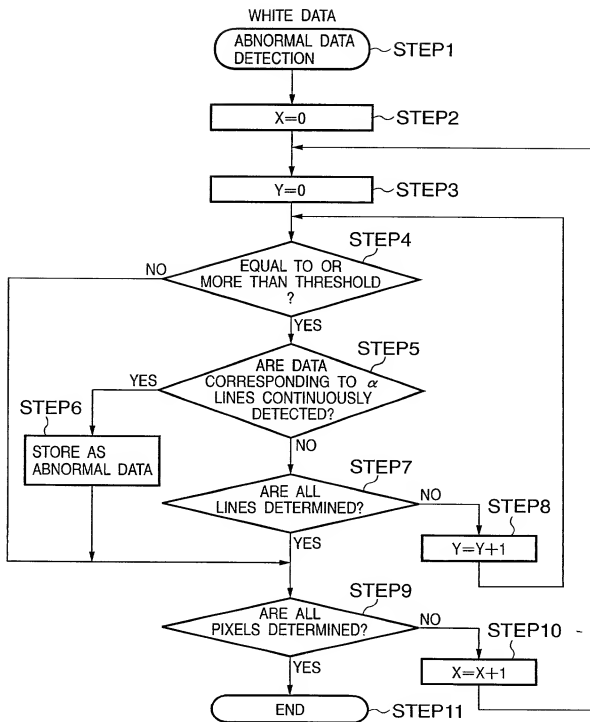 WHITE DATA
ABNORMAL DATA
DETECTION
STEP1
X=0
STEP2
Y=0
STEP3
STEP4
NO
EQUAL TO OR
MORE THAN THRESHOLD
?
YES
STEP5
YES
ARE DATA
CORRESPONDING TO α
LINES CONTINUOUSLY
DETECTED?
STEP6
NO
STORE AS
ABNORMAL DATA
STEP7
ARE ALL
LINES DETERMINED?
NO
STEP8
YES
Y=Y+1
STEP9
ARE ALL
PIXELS DETERMINED?
NO
STEP10
YES
X=X+1
END
STEP11